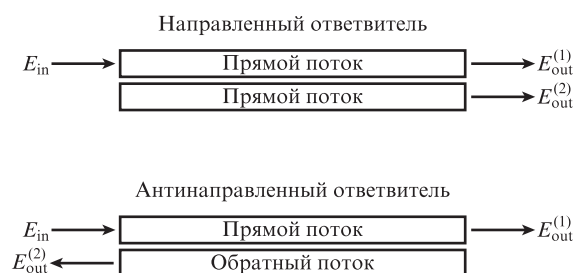 Направленный ответвитель
E_in Прямой поток E_out^(1)
Прямой поток E_out^(2)
Антинаправленный ответвитель
E_in Прямой поток E_out^(1)
E_out^(2) Обратный поток